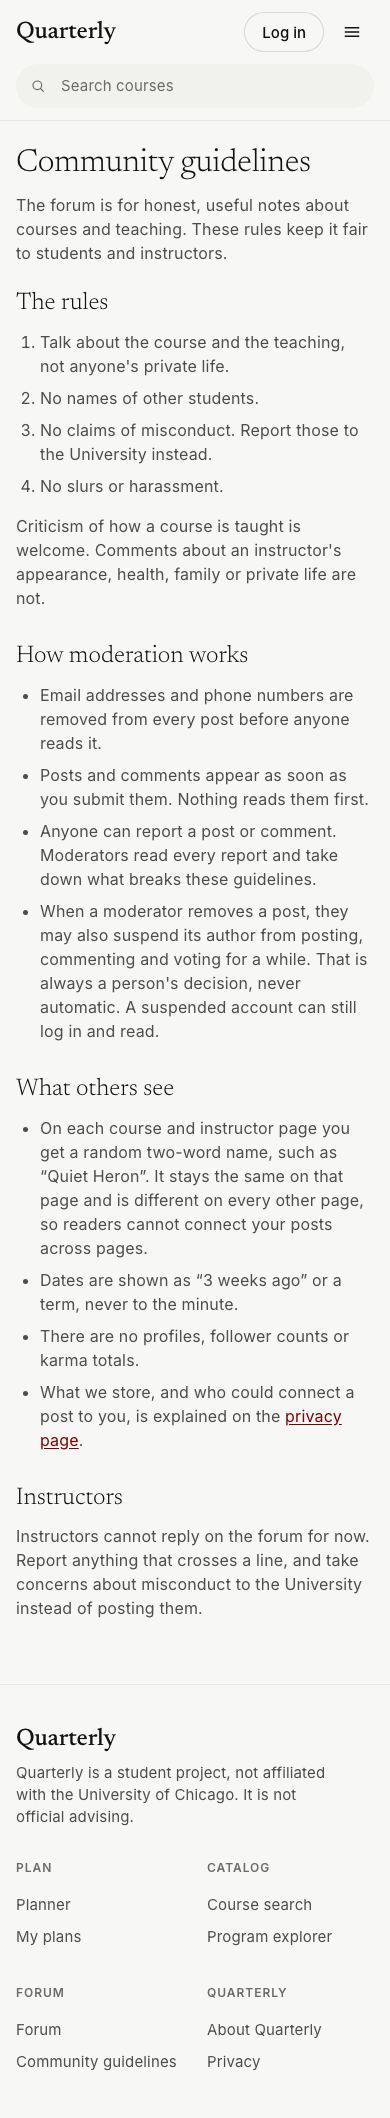 Quarterly
Log in
Search courses
Community guidelines
The forum is for honest, useful notes about
courses and teaching. These rules keep it fair
to students and instructors.
The rules
1. Talk about the course and the teaching,
not anyone's private life.
2. No names of other students.
3. No claims of misconduct. Report those to
the University instead.
4. No slurs or harassment.
Criticism of how a course is taught is
welcome. Comments about an instructor's
appearance, health, family or private life are
not.
How moderation works
• Email addresses and phone numbers are
removed from every post before anyone
reads it.
• Posts and comments appear as soon as
you submit them. Nothing reads them first.
• Anyone can report a post or comment.
Moderators read every report and take
down what breaks these guidelines.
• When a moderator removes a post, they
may also suspend its author from posting,
commenting and voting for a while. That is
always a person's decision, never
automatic. A suspended account can still
log in and read.
What others see
• On each course and instructor page you
get a random two-word name, such as
“Quiet Heron”. It stays the same on that
page and is different on every other page,
so readers cannot connect your posts
across pages.
• Dates are shown as “3 weeks ago” or a
term, never to the minute.
• There are no profiles, follower counts or
karma totals.
• What we store, and who could connect a
post to you, is explained on the privacy
page.
Instructors
Instructors cannot reply on the forum for now.
Report anything that crosses a line, and take
concerns about misconduct to the University
instead of posting them.
Quarterly
Quarterly is a student project, not affiliated
with the University of Chicago. It is not
official advising.
PLAN
Planner
My plans
CATALOG
Course search
Program explorer
FORUM
Forum
Community guidelines
QUARTERLY
About Quarterly
Privacy